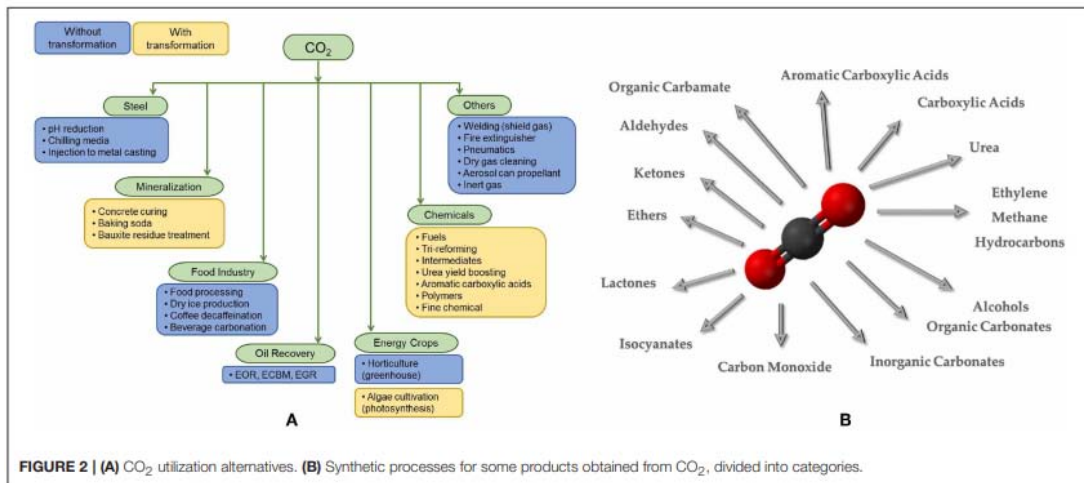 Without
transformation
With
transformation
CO₂
Steel
• pH reduction
• Chilling media
• Injection to metal casting
Mineralization
• Concrete curing
• Baking soda
• Bauxite residue treatment
Food Industry
• Food processing
• Dry ice production
• Coffee decaffeination
• Beverage carbonation
Oil Recovery
• EOR, ECBM, EGR
Energy Crops
• Horticulture
(greenhouse)
• Algae cultivation
(photosynthesis)
Chemicals
• Fuels
• Tri-reforming
• Intermediates
• Urea yield boosting
• Aromatic carboxylic acids
• Polymers
• Fine chemical
Others
• Welding (shield gas)
• Fire extinguisher
• Pneumatics
• Dry gas cleaning
• Aerosol can propellant
• Inert gas
A
Organic Carbamate
Aromatic Carboxylic Acids
Carboxylic Acids
Aldehydes
Urea
Ketones
Ethylene
Ethers
Methane
Hydrocarbons
Lactones
Alcohols
Organic Carbonates
Isocyanates
Carbon Monoxide
Inorganic Carbonates
B
FIGURE 2 | (A) CO₂ utilization alternatives. (B) Synthetic processes for some products obtained from CO₂, divided into categories.